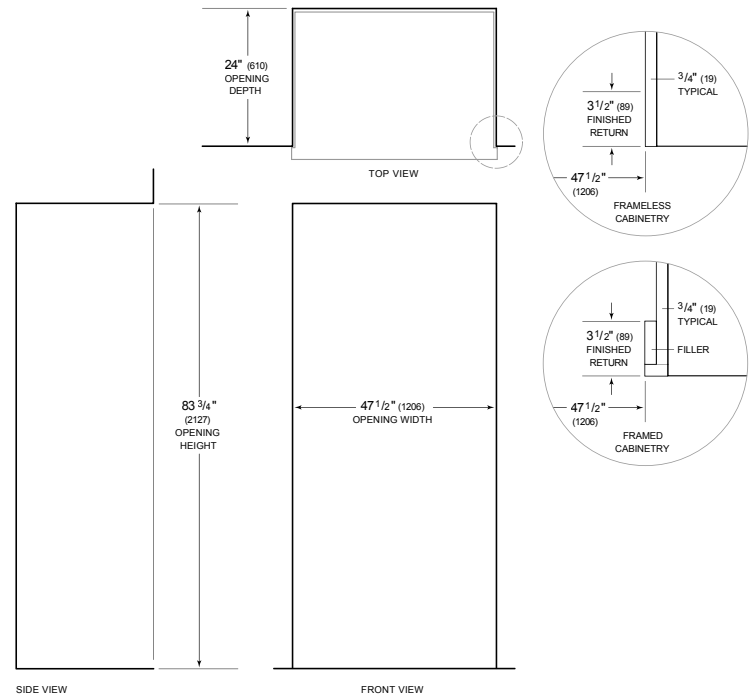 24" (610)
OPENING
DEPTH
TOP VIEW
3/4" (19)
TYPICAL
3 1/2" (89)
FINISHED
RETURN
47 1/2"
(1206)
FRAMELESS
CABINETRY
3/4" (19)
TYPICAL
3 1/2" (89)
FINISHED
RETURN
FILLER
47 1/2"
(1206)
FRAMED
CABINETRY
83 3/4"
(2127)
OPENING
HEIGHT
47 1/2" (1206)
OPENING WIDTH
SIDE VIEW
FRONT VIEW